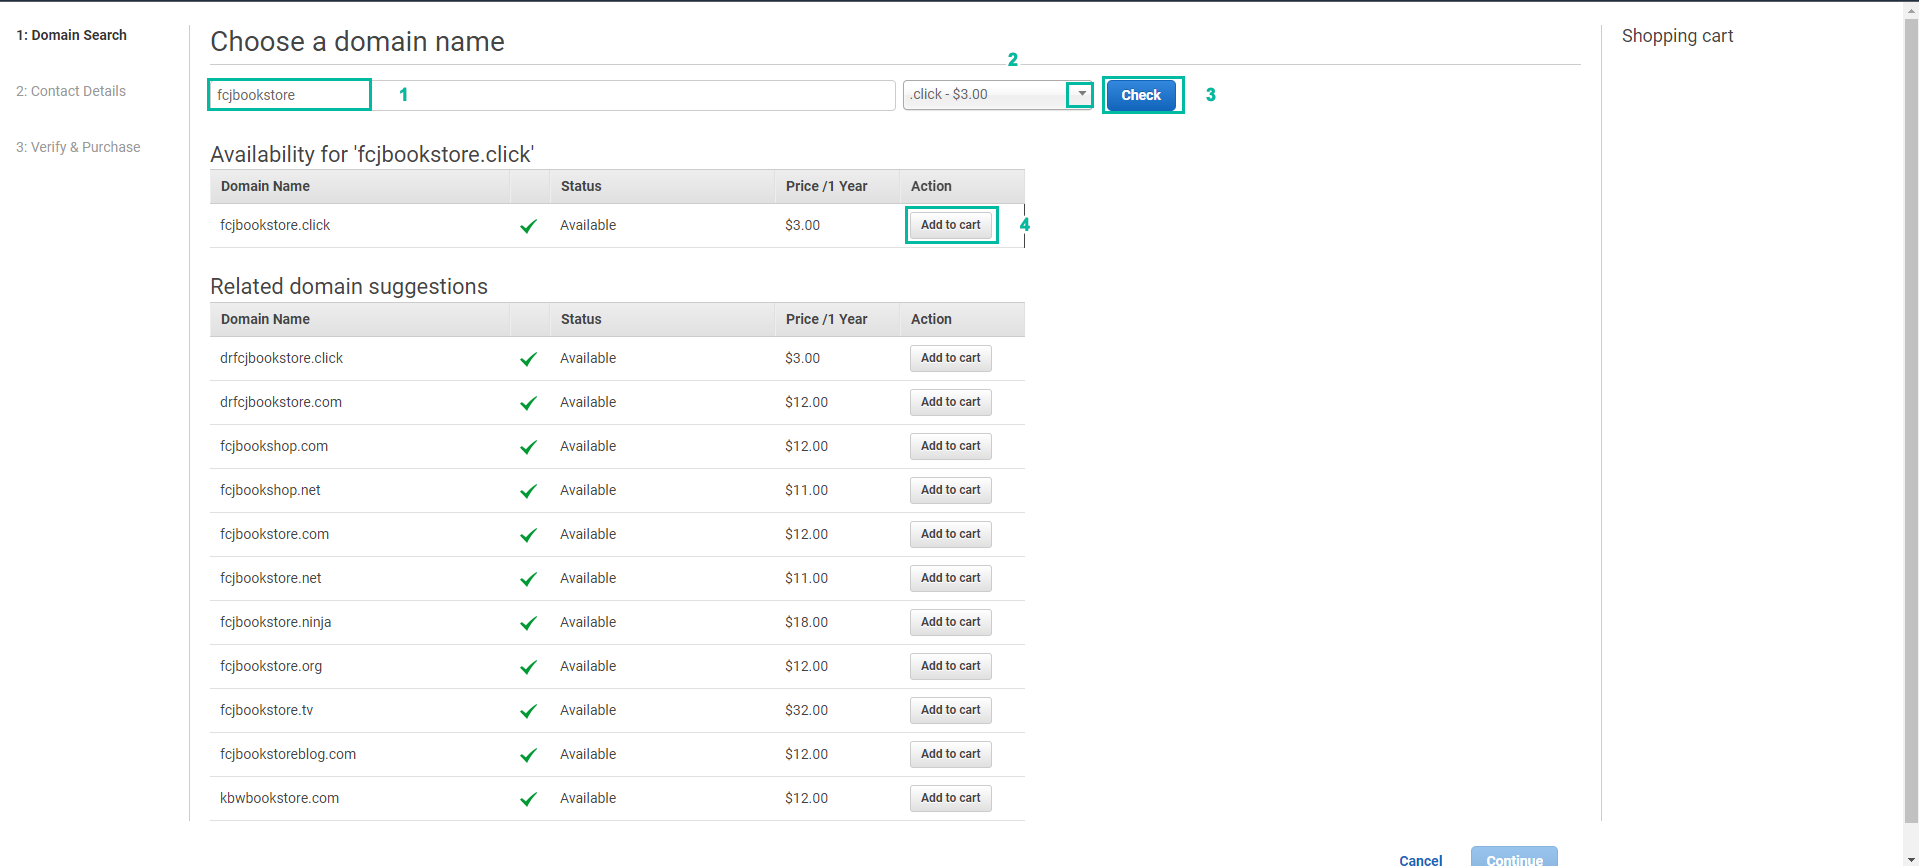 1: Domain Search
2: Contact Details
3: Verify & Purchase
Choose a domain name
2
fcjbookstore
1
.click - $3.00
Check
3
Availability for 'fcjbookstore.click'
Domain Name Status Price /1 Year Action
fcjbookstore.click Available $3.00 Add to cart 4
Related domain suggestions
Domain Name Status Price /1 Year Action
drfcjbookstore.click Available $3.00 Add to cart
drfcjbookstore.com Available $12.00 Add to cart
fcjbookshop.com Available $12.00 Add to cart
fcjbookshop.net Available $11.00 Add to cart
fcjbookstore.com Available $12.00 Add to cart
fcjbookstore.net Available $11.00 Add to cart
fcjbookstore.ninja Available $18.00 Add to cart
fcjbookstore.org Available $12.00 Add to cart
fcjbookstore.tv Available $32.00 Add to cart
fcjbookstoreblog.com Available $12.00 Add to cart
kbwbookstore.com Available $12.00 Add to cart
Cancel Continue
Shopping cart